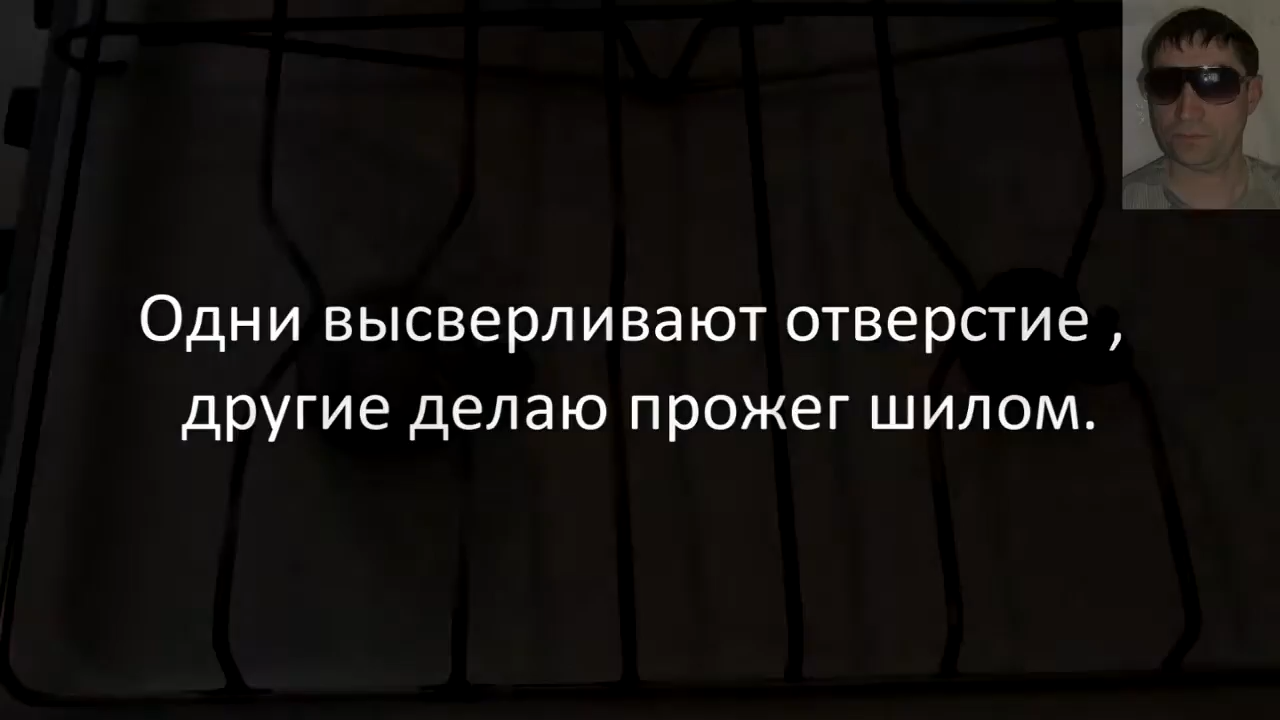 Одни высверливают отверстие ,
другие делаю прожег шилом.